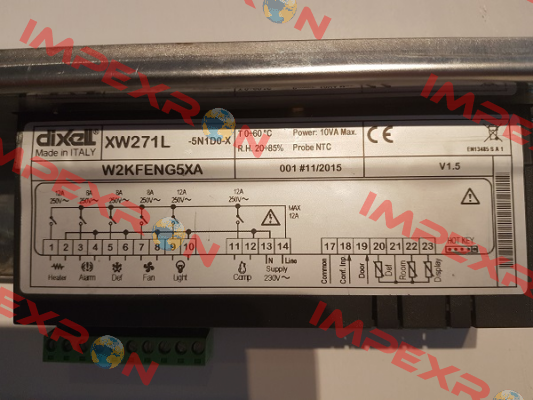 IMPEXRON
dixell
Made in ITALY
XW271L -5N1D0-X
T 0÷60 °C Power: 10VA Max.
R.H. 20÷85% Probe NTC
CE
W2KFENG5XA 001 #11/2015 V1.5
12A 8A 8A 8A 12A
250V~ 250V~ 250V~ 250V~ 250V~
MAX
12A
1 2 3 4 5 6 7 8 9 10 11 12 13 14 17 18 19 20 21 22 23
HOT KEY
N Line
Heater Alarm Def Fan Light Comp Supply
230V~
Common Conf. Inp. Door Def Room Display
IMPEXRON
IMPEXRON
IMPEXRON